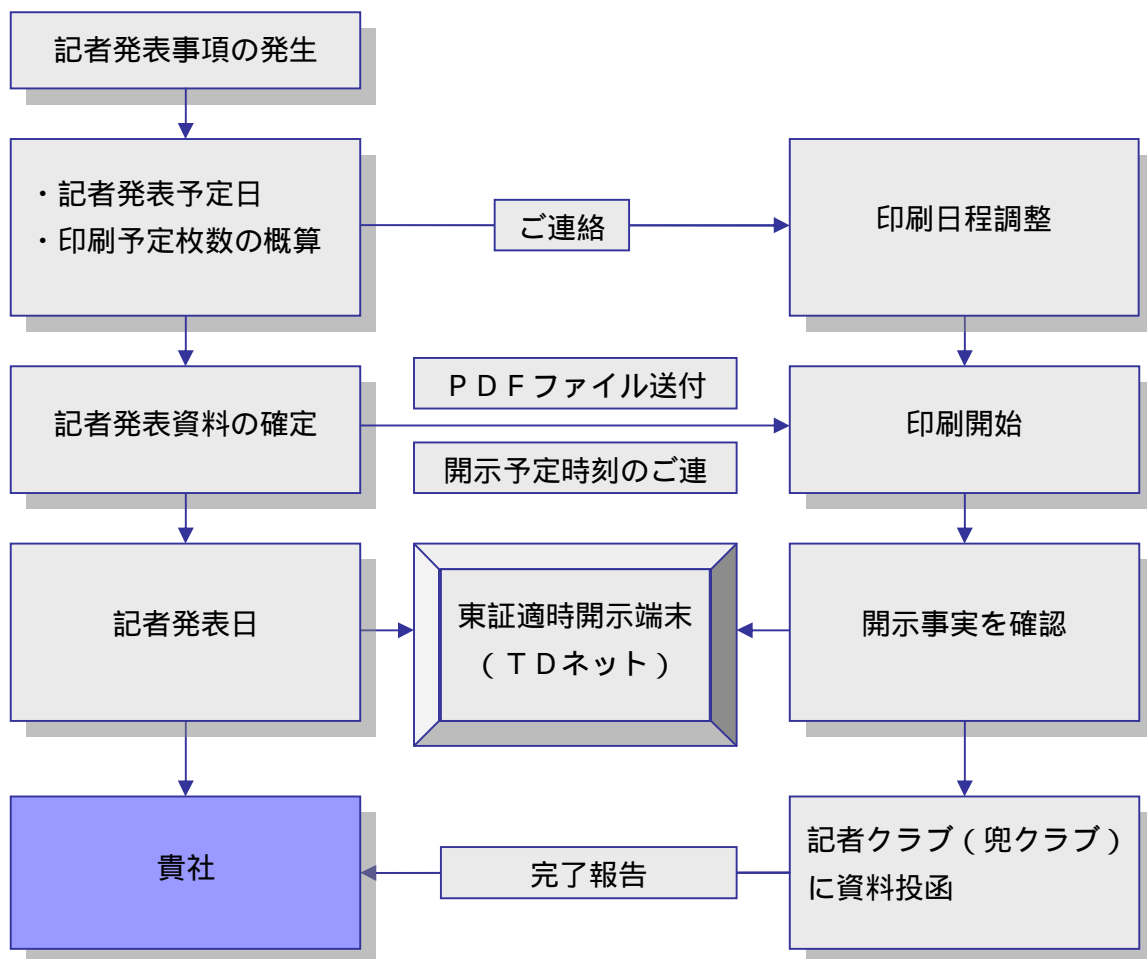 記者発表事項の発生
・記者発表予定日
・印刷予定枚数の概算
ご連絡
印刷日程調整
記者発表資料の確定
ＰＤＦファイル送付
開示予定時刻のご連
印刷開始
記者発表日
東証適時開示端末
（ＴＤネット）
開示事実を確認
貴社
完了報告
記者クラブ（兜クラブ）
に資料投函